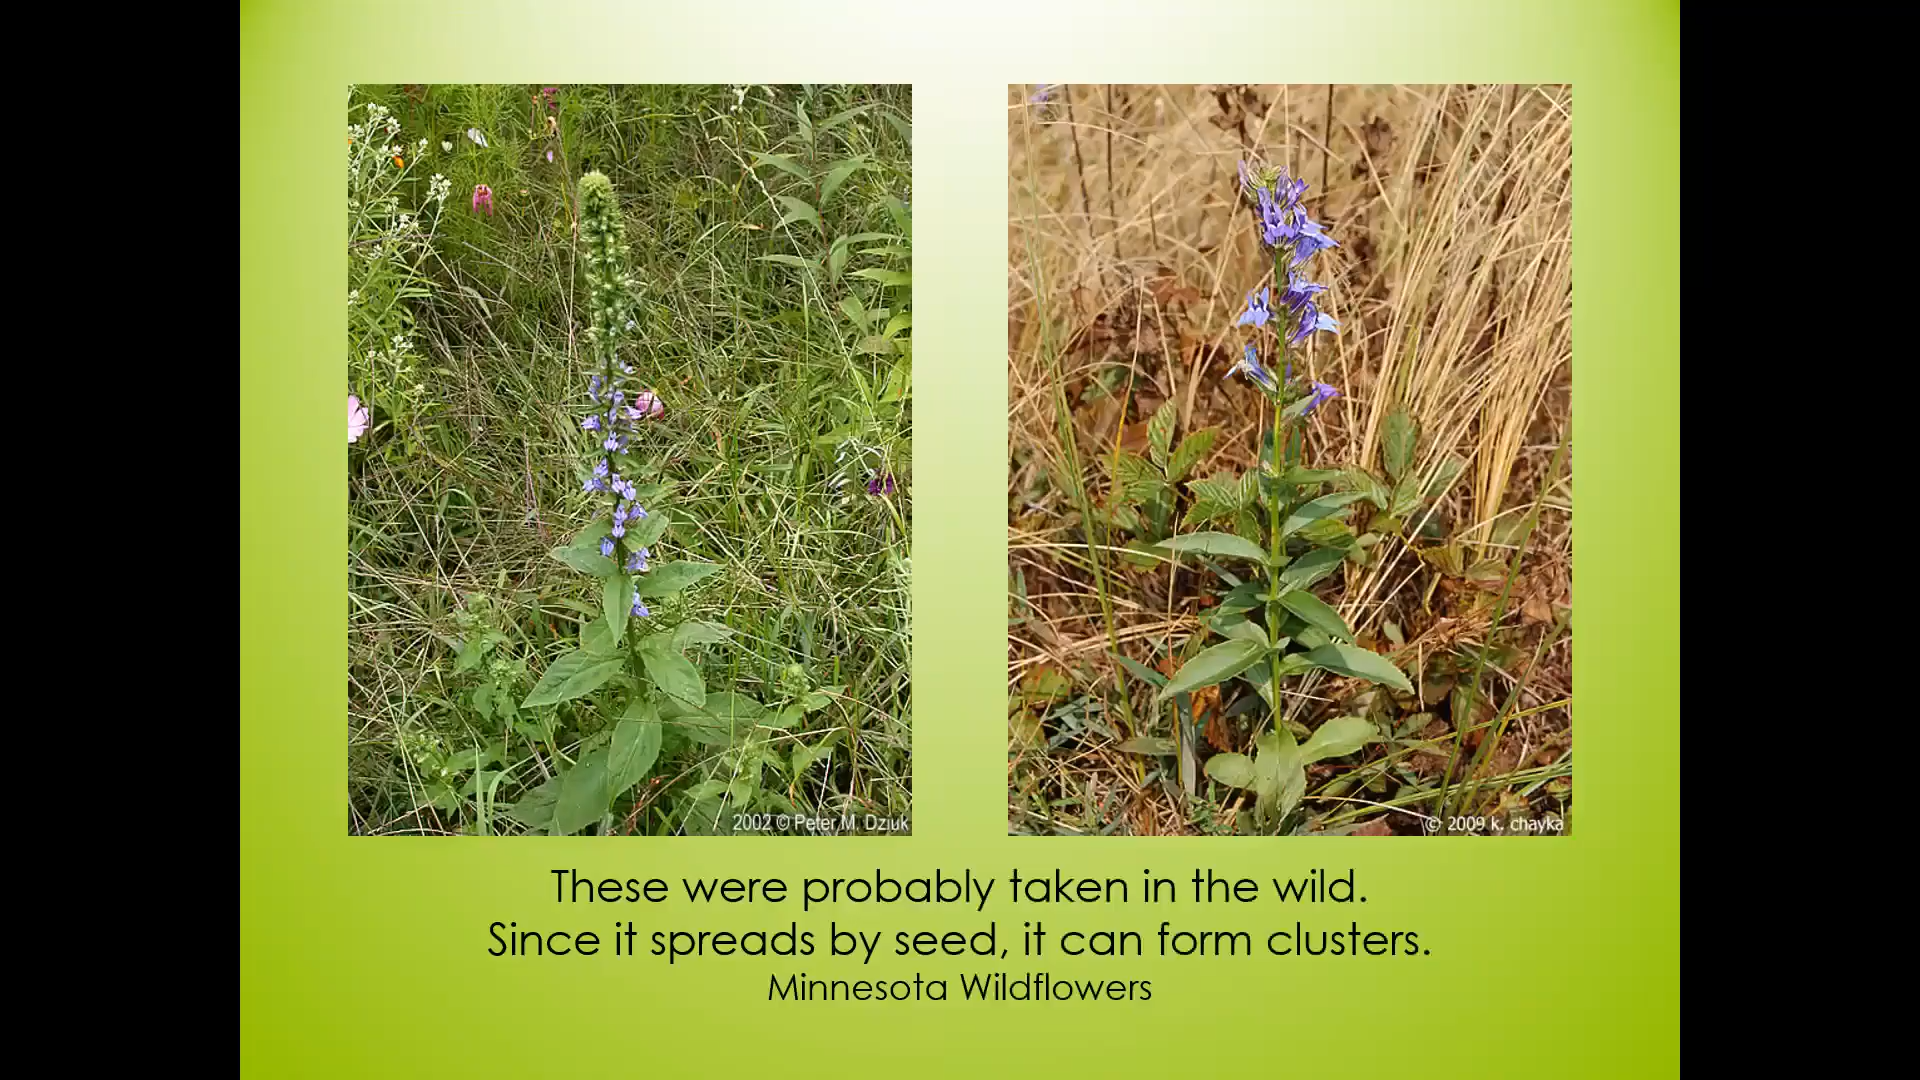 2002 © Peter M. Dziuk
© 2009 k. chayka
These were probably taken in the wild.
Since it spreads by seed, it can form clusters.
Minnesota Wildflowers